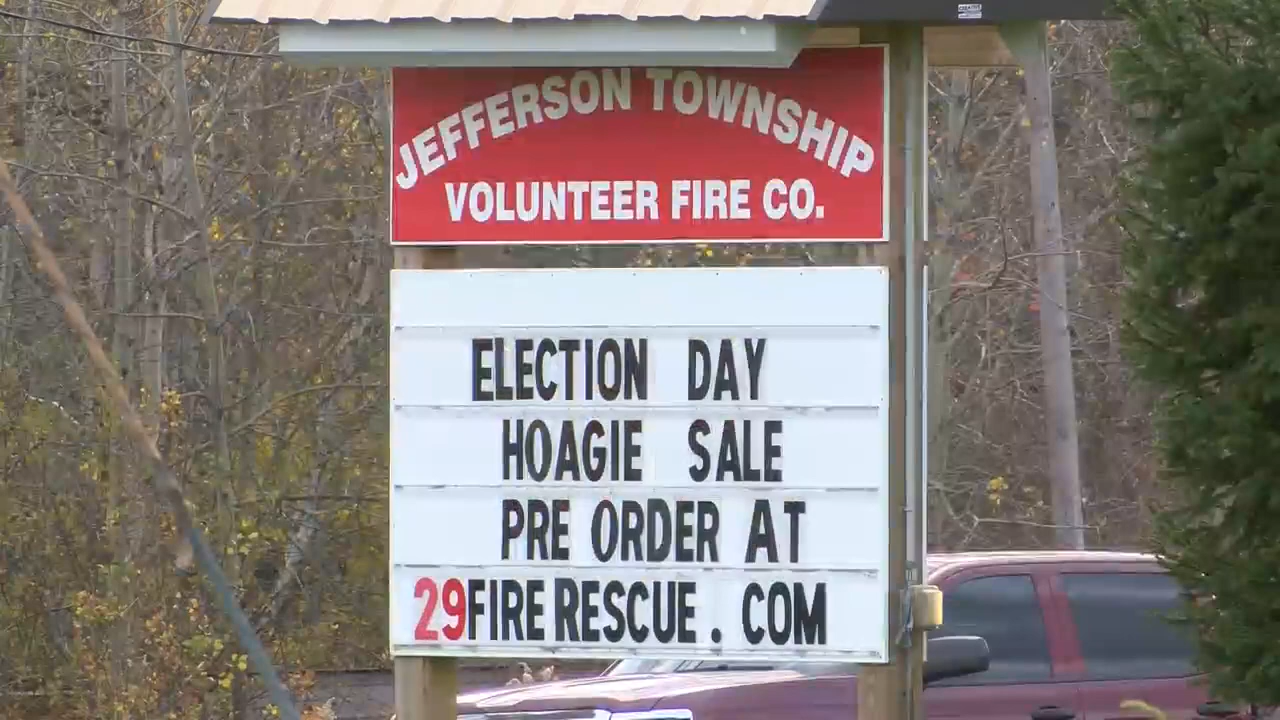 JEFFERSON TOWNSHIP
VOLUNTEER FIRE CO.
ELECTION DAY
HOAGIE SALE
PRE ORDER AT
29FIRE RESCUE. COM